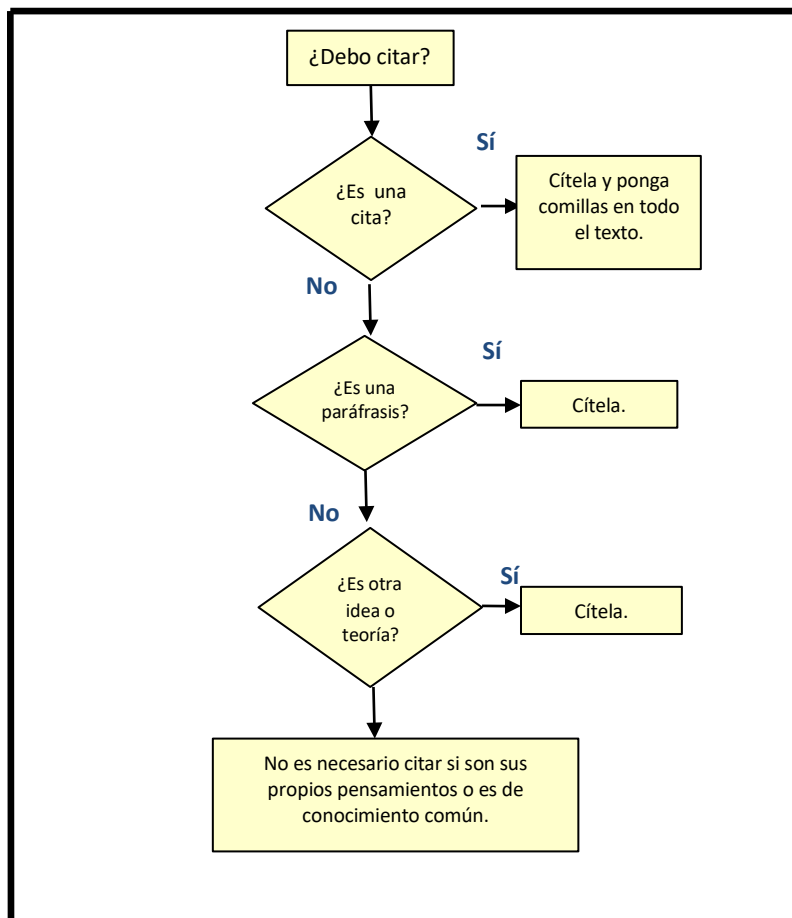 ¿Debo citar?
Sí
¿Es una
cita?
Cítela y ponga
comillas en todo
el texto.
No
Sí
¿Es una
paráfrasis?
Cítela.
No
Sí
¿Es otra
idea o
teoría?
Cítela.
No es necesario citar si son sus
propios pensamientos o es de
conocimiento común.